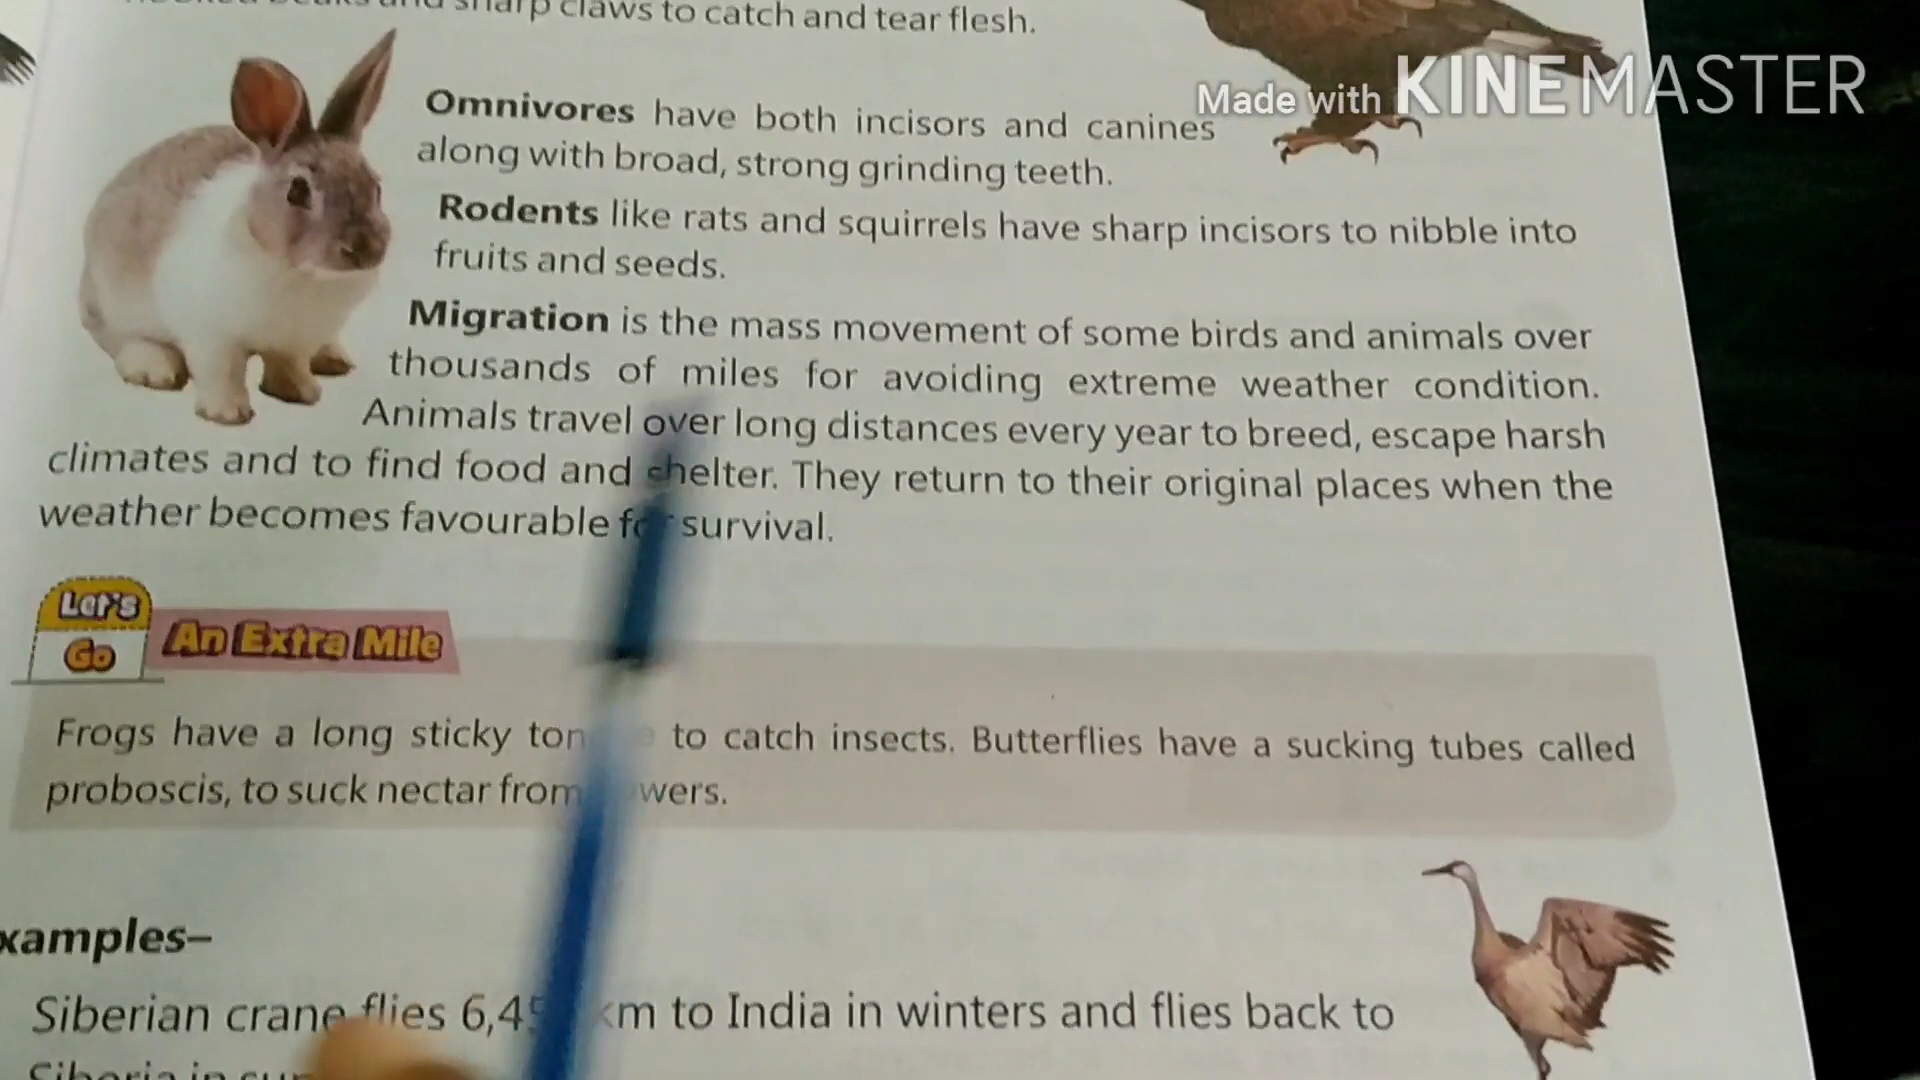 sharp claws to catch and tear flesh.
Made with KINEMASTER
Omnivores have both incisors and canines
along with broad, strong grinding teeth.
Rodents like rats and squirrels have sharp incisors to nibble into
fruits and seeds.
Migration is the mass movement of some birds and animals over
thousands of miles for avoiding extreme weather condition.
Animals travel over long distances every year to breed, escape harsh
climates and to find food and shelter. They return to their original places when the
weather becomes favourable for survival.
Let's
Go
An Extra Mile
Frogs have a long sticky to catch insects. Butterflies have a sucking tubes called
proboscis, to suck nectar from
xamples–
Siberian crane flies km to India in winters and flies back to
Siberia in